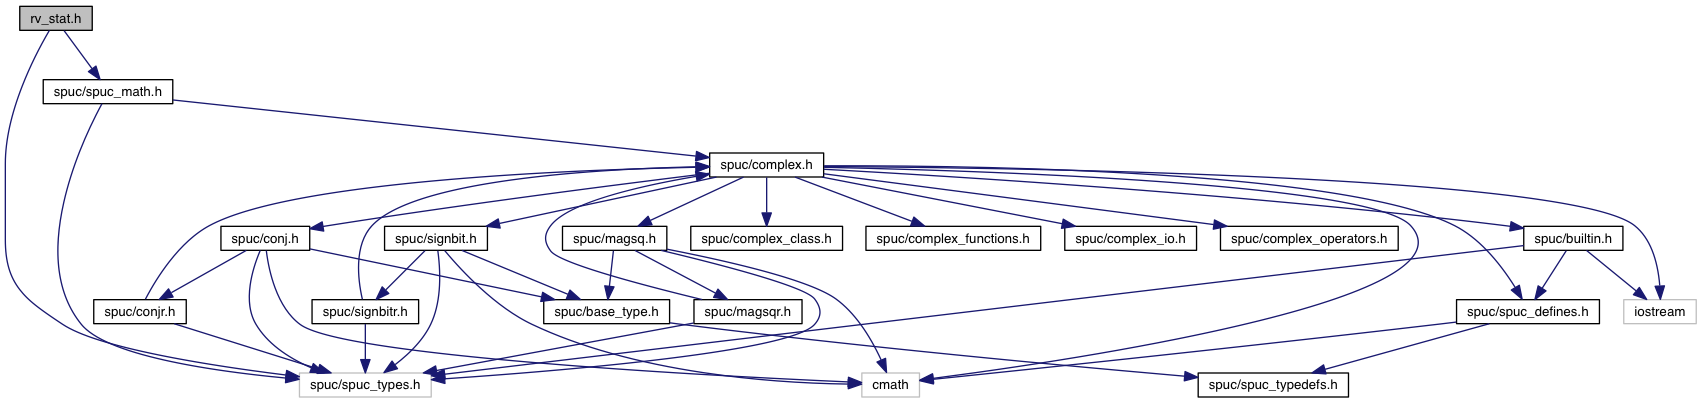 rv_stat.h
spuc/spuc_math.h
spuc/complex.h
spuc/conj.h
spuc/signbit.h
spuc/magsq.h
spuc/complex_class.h
spuc/complex_functions.h
spuc/complex_io.h
spuc/complex_operators.h
spuc/builtin.h
spuc/conjr.h
spuc/signbitr.h
spuc/base_type.h
spuc/magsqr.h
spuc/spuc_defines.h
iostream
spuc/spuc_types.h
cmath
spuc/spuc_typedefs.h